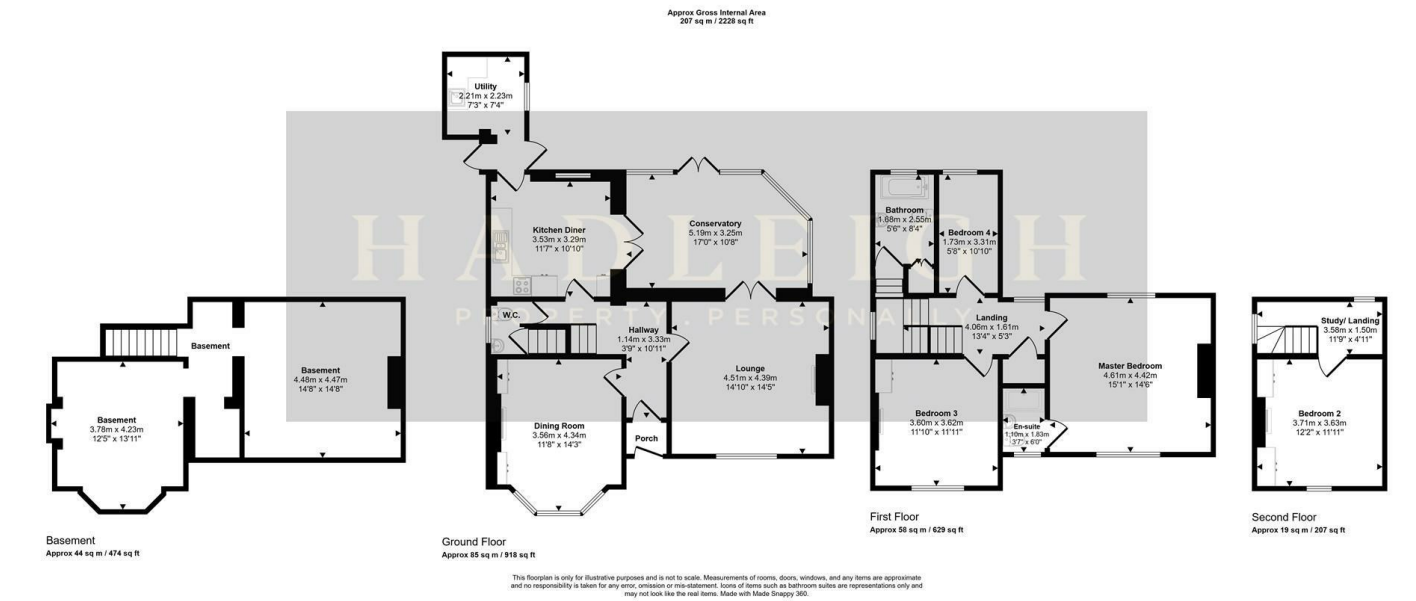 Approx Gross Internal Area
207 sq m / 2228 sq ft
Utility
2.21m x 2.23m
7'3" x 7'4"
Kitchen Diner
3.53m x 3.29m
11'7" x 10'10"
Conservatory
5.19m x 3.25m
17'0" x 10'8"
Bathroom
1.68m x 2.55m
5'6" x 8'4"
Bedroom 4
1.73m x 3.31m
5'8" x 10'10"
HADLEIGH
PROPERTY. PERSONALLY
W.C.
Hallway
1.14m x 3.33m
3'9" x 10'11"
Landing
4.06m x 1.61m
13'4" x 5'3"
Study/ Landing
3.58m x 1.50m
11'9" x 4'11"
Basement
Basement
4.48m x 4.47m
14'8" x 14'8"
Lounge
4.51m x 4.39m
14'10" x 14'5"
Master Bedroom
4.61m x 4.42m
15'1" x 14'6"
Basement
3.78m x 4.23m
12'5" x 13'11"
Dining Room
3.56m x 4.34m
11'8" x 14'3"
Porch
Bedroom 3
3.60m x 3.62m
11'10" x 11'11"
En-suite
1.10m x 1.83m
3'7" x 6'0"
Bedroom 2
3.71m x 3.63m
12'2" x 11'11"
Basement
Approx 44 sq m / 474 sq ft
Ground Floor
Approx 85 sq m / 918 sq ft
First Floor
Approx 58 sq m / 629 sq ft
Second Floor
Approx 19 sq m / 207 sq ft
This floorplan is only for illustrative purposes and is not to scale. Measurements of rooms, doors, windows, and any items are approximate
and no responsibility is taken for any error, omission or mis-statement. Icons of items such as bathroom suites are representations only and
may not look like the real items. Made with Made Snappy 360.